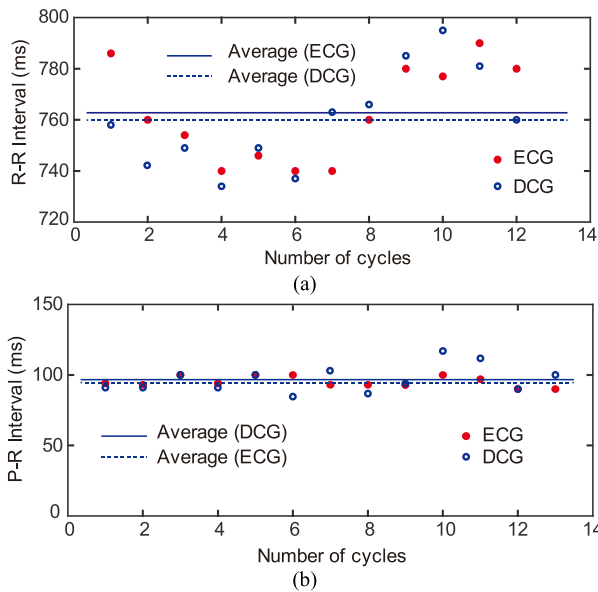 (a)
800
780
760
740
720
R-R Interval (ms)
Average (ECG)
Average (DCG)
ECG
DCG
0 2 4 6 8 10 12 14
Number of cycles
(a)
150
100
50
0
P-R Interval (ms)
Average (DCG)
Average (ECG)
ECG
DCG
0 2 4 6 8 10 12 14
Number of cycles
(b)